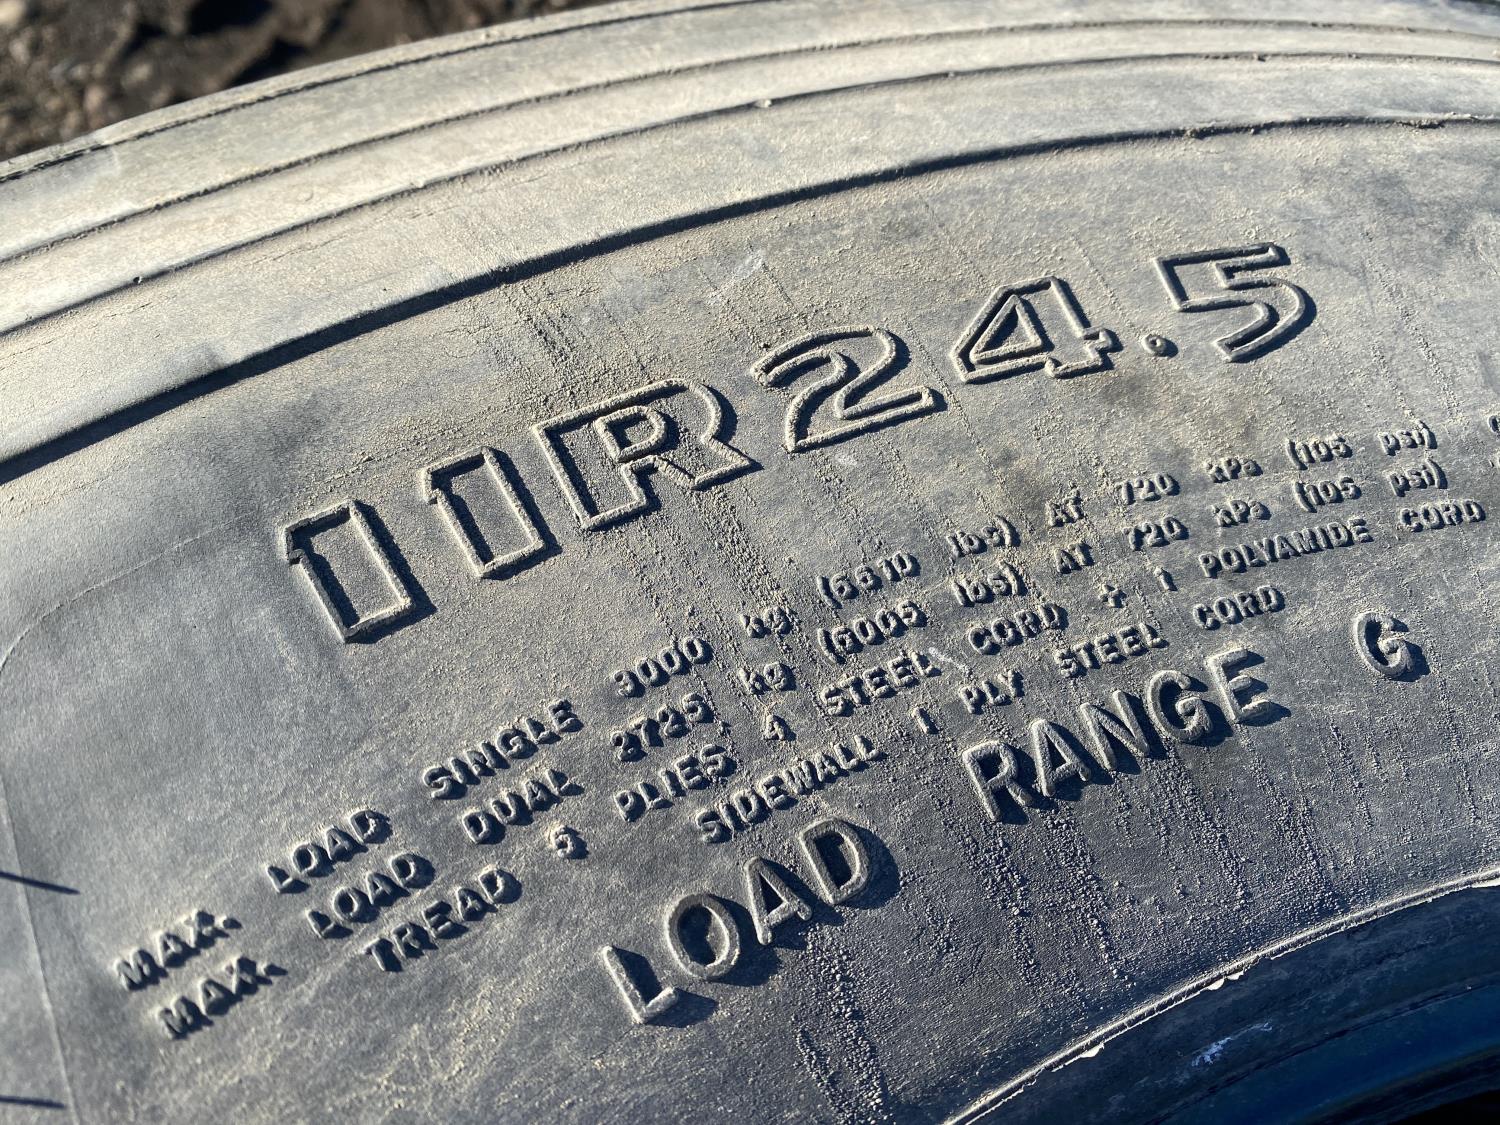 11R24.5
MAX. LOAD SINGLE 3000 kg (6610 lbs) AT 720 kPa (105 psi)
MAX. LOAD DUAL 2725 kg (6005 lbs) AT 720 kPa (105 psi)
TREAD 5 PLIES 4 STEEL CORD + 1 POLYAMIDE CORD
SIDEWALL 1 PLY STEEL CORD
LOAD RANGE G